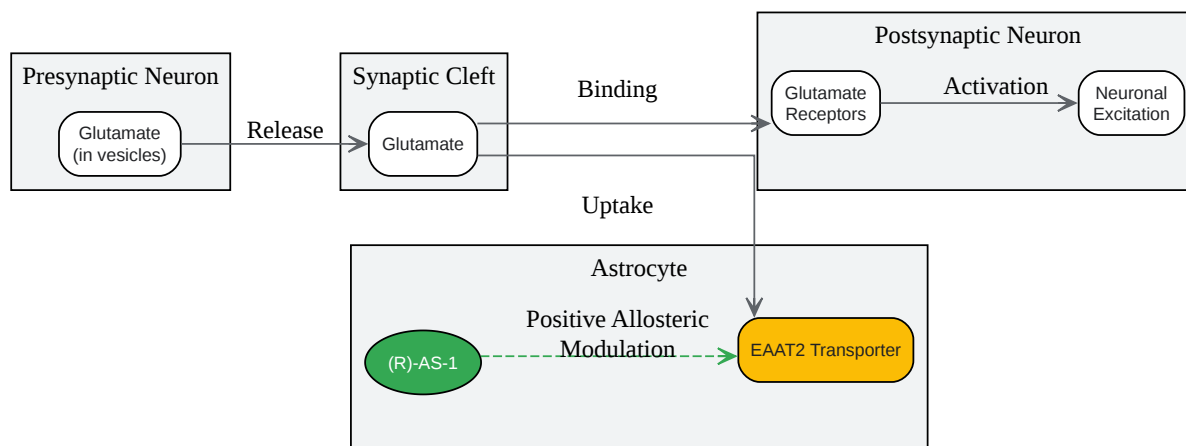 Presynaptic Neuron
Glutamate
(in vesicles)
Release
Synaptic Cleft
Glutamate
Binding
Uptake
Postsynaptic Neuron
Glutamate
Receptors
Activation
Neuronal
Excitation
Astrocyte
(R)-AS-1
Positive Allosteric
Modulation
EAAT2 Transporter